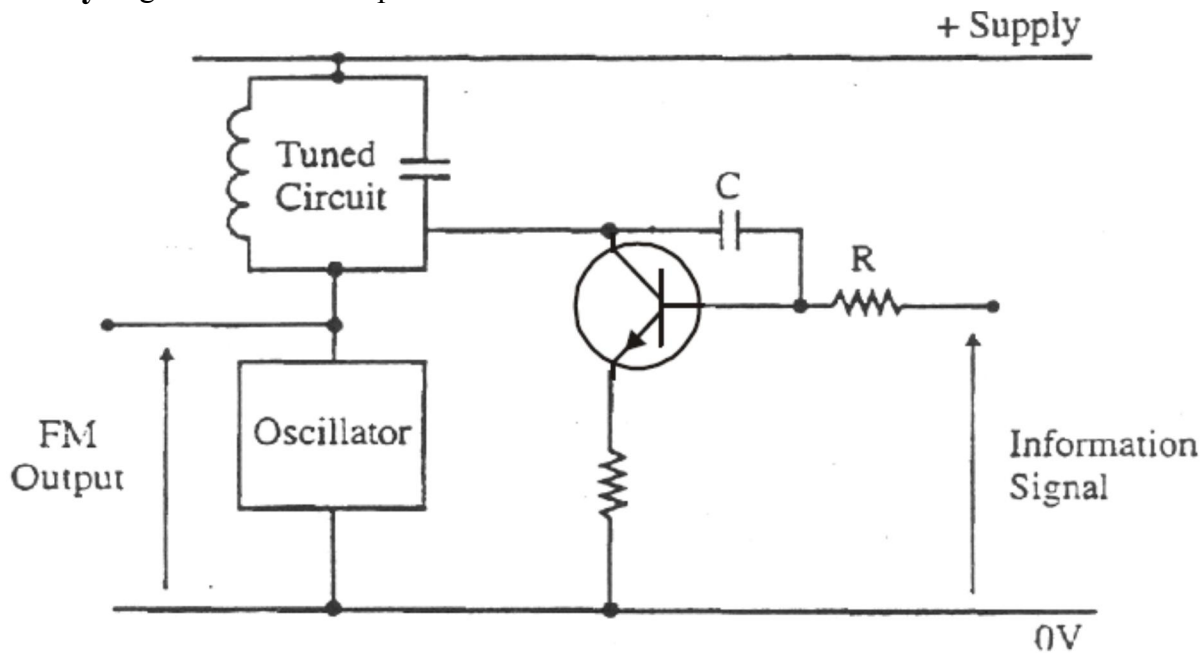 + Supply
Tuned
Circuit
C
R
FM
Output
Oscillator
Information
Signal
0V